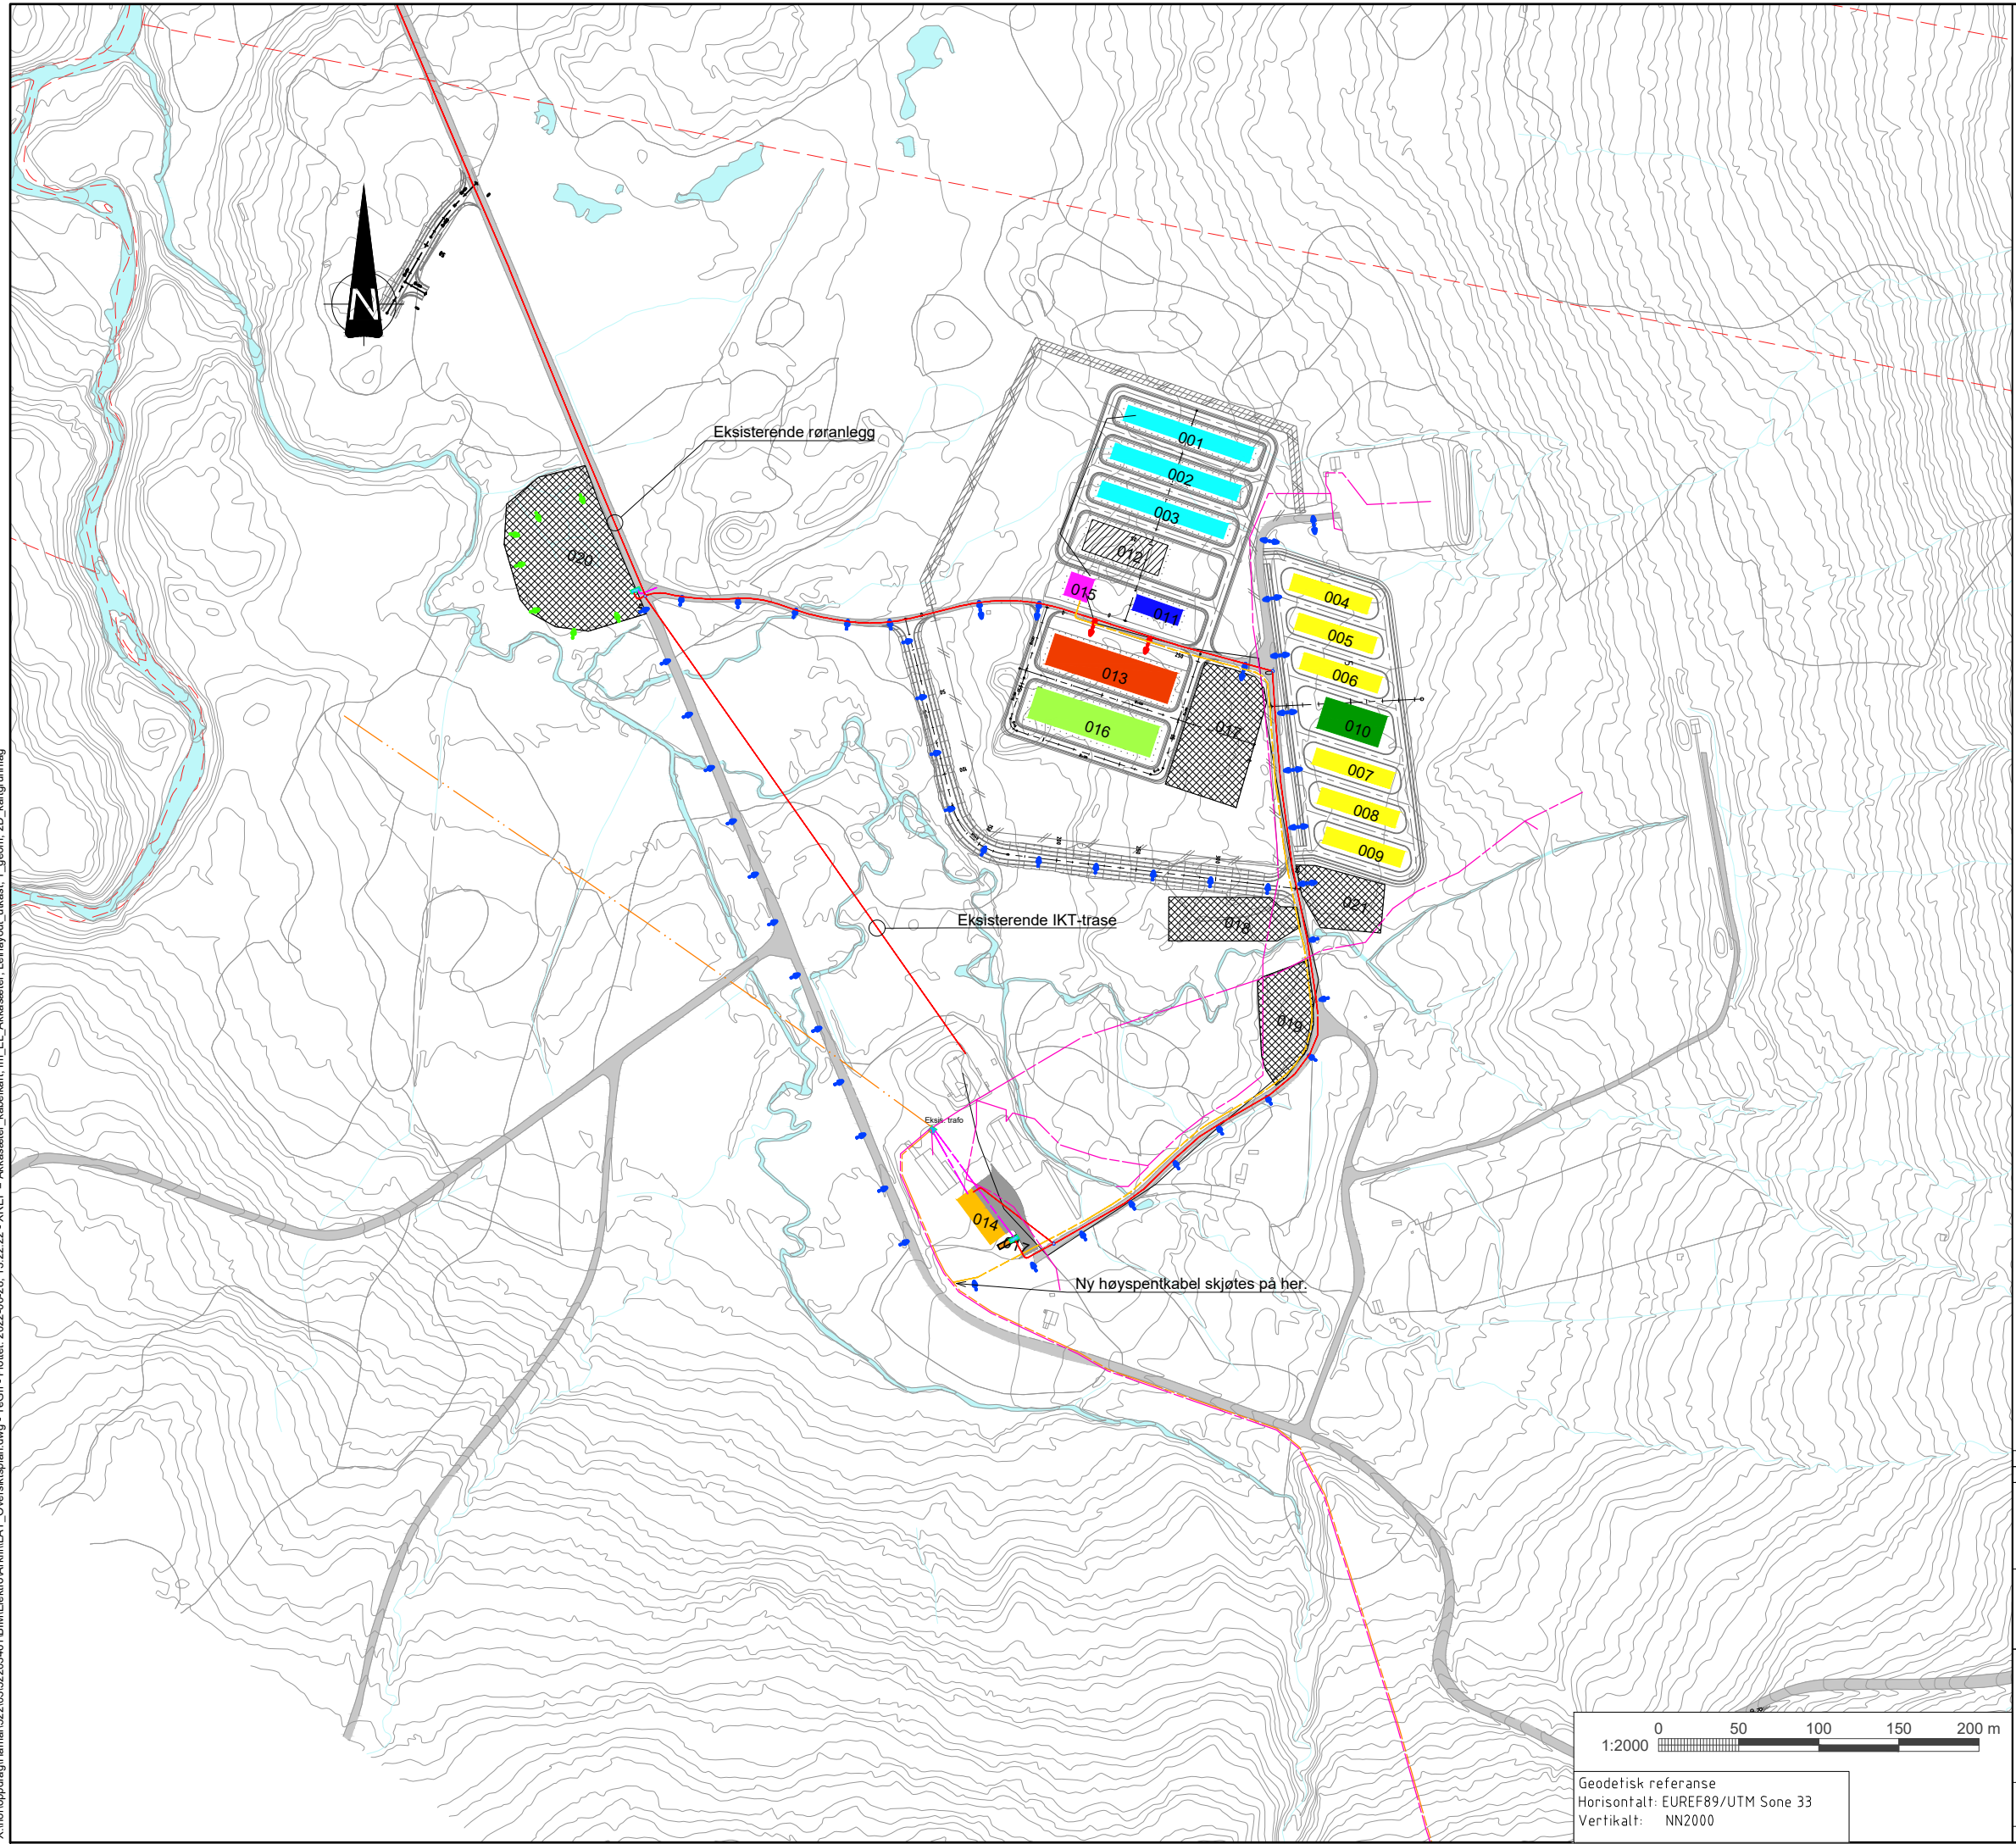 N
Eksisterende røranlegg
001
002
003
012
015
011
004
005
006
010
007
008
009
013
016
017
020
018
021
019
Eksisterende IKT-trase
Eksis. trafo
014
Ny høyspentkabel skjøtes på her.
0 50 100 150 200 m
1:2000
Geodetisk referanse
Horisontalt: EUREF89/UTM Sone 33
Vertikalt: NN2000